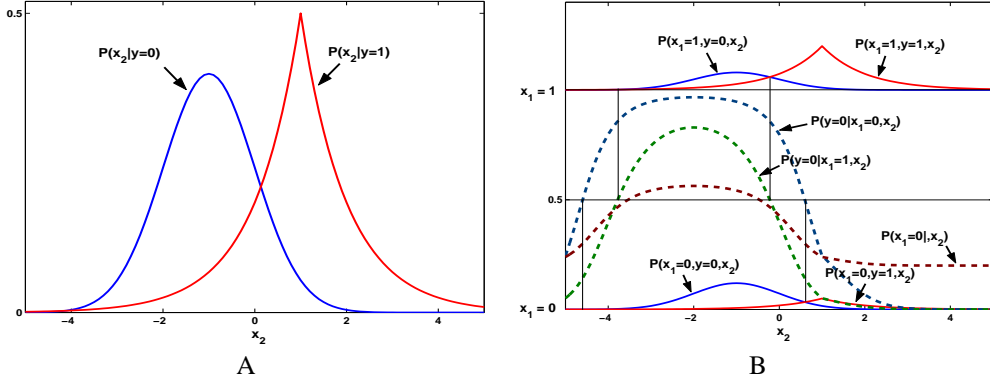 0.5
P(x2|y=0)
P(x2|y=1)
0
−4
−2
0
2
4
x2
A
P(x1=1,y=0,x2)
P(x1=1,y=1,x2)
x1 = 1
P(y=0|x1=0,x2)
P(y=0|x1=1,x2)
0.5
P(x1=0|,x2)
P(x1=0,y=0,x2)
P(x1=0,y=1,x2)
x1 = 0
−4
−2
0
2
4
x2
B